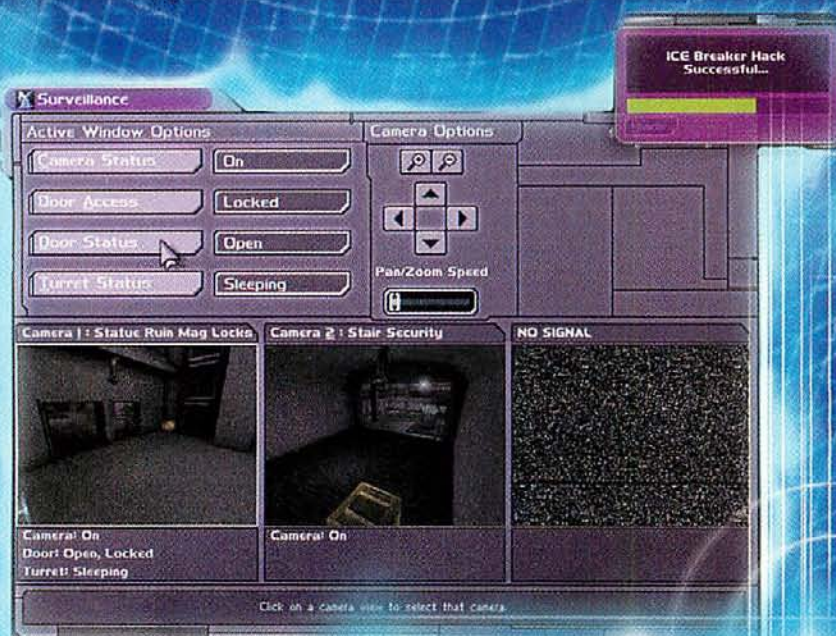 ICE Breaker Hack
Successful...
Surveillance
Active Window Options
Camera Options
Camera Status
On
Door Access
Locked
Door Status
Open
Turret Status
Sleeping
Pan/Zoom Speed
Camera 1 : Statue Ruin Mag Locks
Camera 2 : Stair Security
NO SIGNAL
Camera: On
Door: Open, Locked
Turret: Sleeping
Camera: On
Click on a camera view to select that camera.